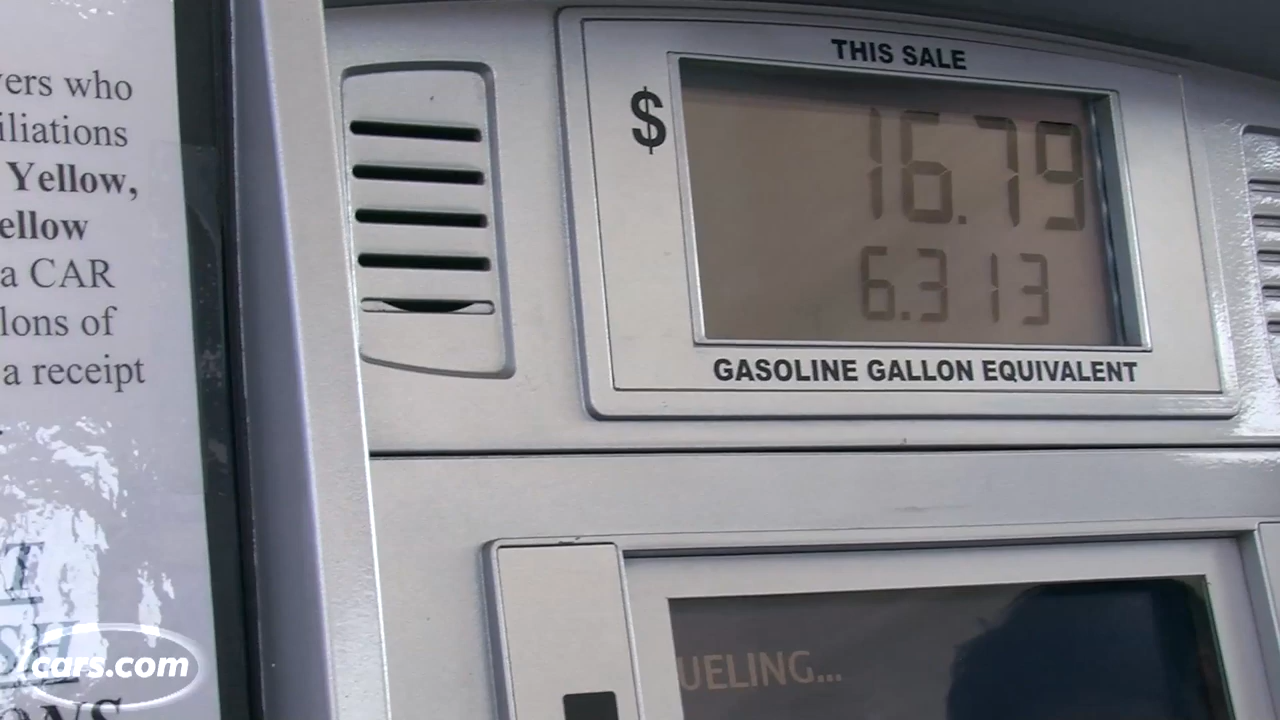 vers who
iliations
Yellow,
ellow
a CAR
lons of
a receipt
THIS SALE
$ 16.79
6.313
GASOLINE GALLON EQUIVALENT
UELING...
cars.com